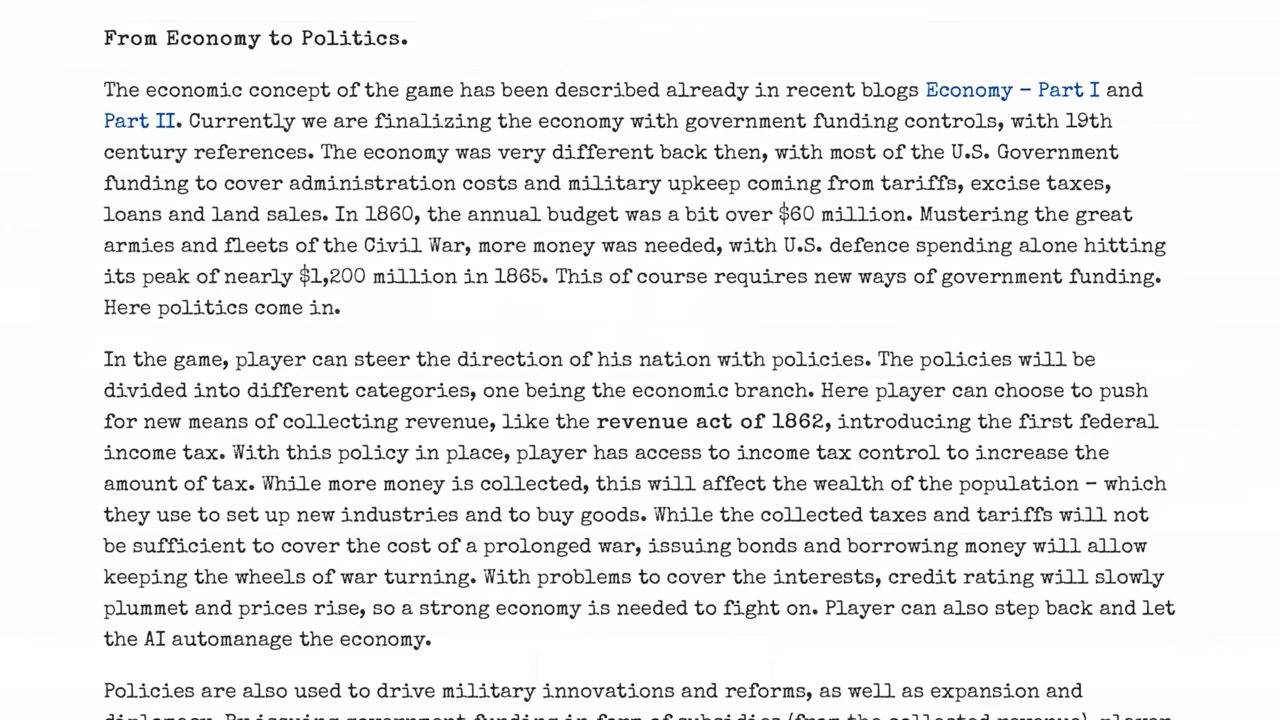 From Economy to Politics.
The economic concept of the game has been described already in recent blogs Economy – Part I and
Part II. Currently we are finalizing the economy with government funding controls, with 19th
century references. The economy was very different back then, with most of the U.S. Government
funding to cover administration costs and military upkeep coming from tariffs, excise taxes,
loans and land sales. In 1860, the annual budget was a bit over $60 million. Mustering the great
armies and fleets of the Civil War, more money was needed, with U.S. defence spending alone hitting
its peak of nearly $1,200 million in 1865. This of course requires new ways of government funding.
Here politics come in.
In the game, player can steer the direction of his nation with policies. The policies will be
divided into different categories, one being the economic branch. Here player can choose to push
for new means of collecting revenue, like the revenue act of 1862, introducing the first federal
income tax. With this policy in place, player has access to income tax control to increase the
amount of tax. While more money is collected, this will affect the wealth of the population – which
they use to set up new industries and to buy goods. While the collected taxes and tariffs will not
be sufficient to cover the cost of a prolonged war, issuing bonds and borrowing money will allow
keeping the wheels of war turning. With problems to cover the interests, credit rating will slowly
plummet and prices rise, so a strong economy is needed to fight on. Player can also step back and let
the AI automanage the economy.
Policies are also used to drive military innovations and reforms, as well as expansion and
diplomacy. By issuing government funding in form of subsidies (from the collected revenue), player